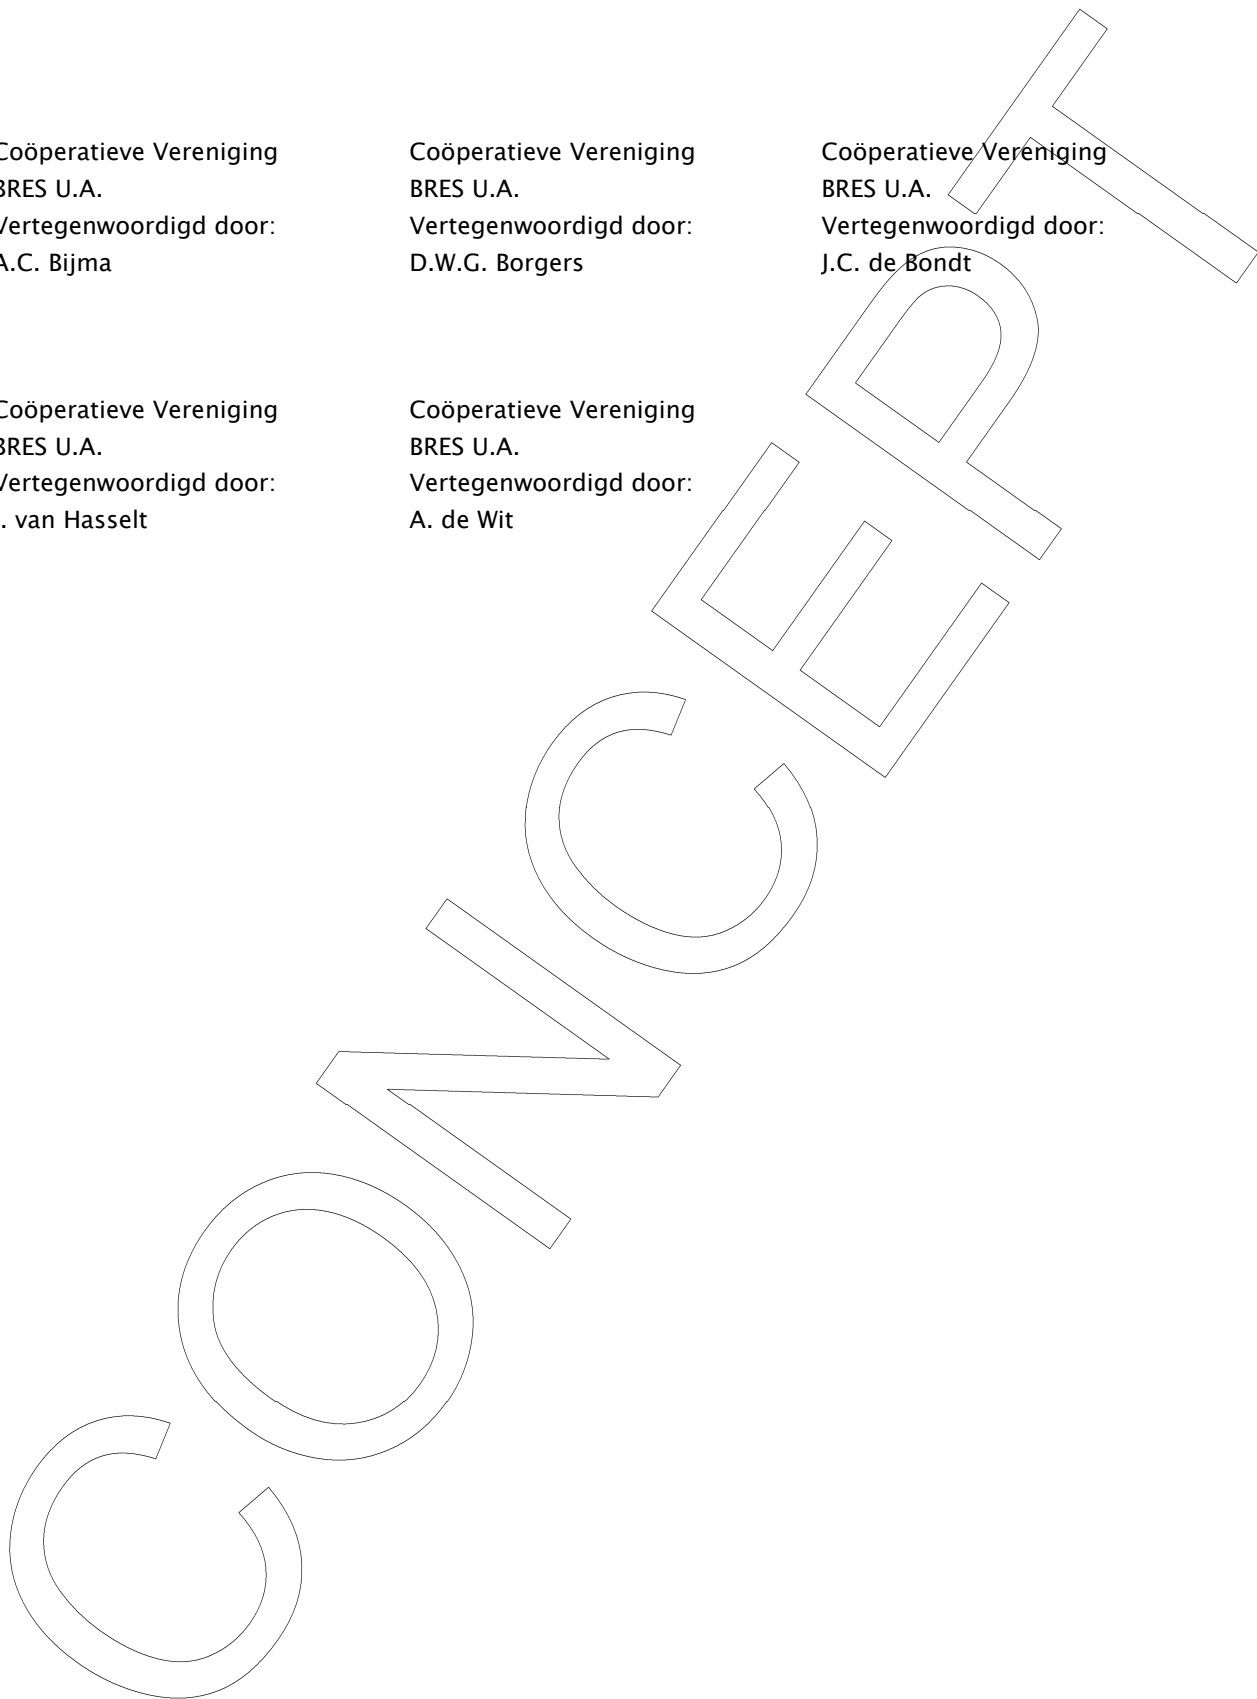 Coöperatieve Vereniging
BRES U.A.
Vertegenwoordigd door:
A.C. Bijma
Coöperatieve Vereniging
BRES U.A.
Vertegenwoordigd door:
D.W.G. Borgers
Coöperatieve Vereniging
BRES U.A.
Vertegenwoordigd door:
J.C. de Bondt
Coöperatieve Vereniging
BRES U.A.
Vertegenwoordigd door:
. van Hasselt
Coöperatieve Vereniging
BRES U.A.
Vertegenwoordigd door:
A. de Wit
CONCEPT